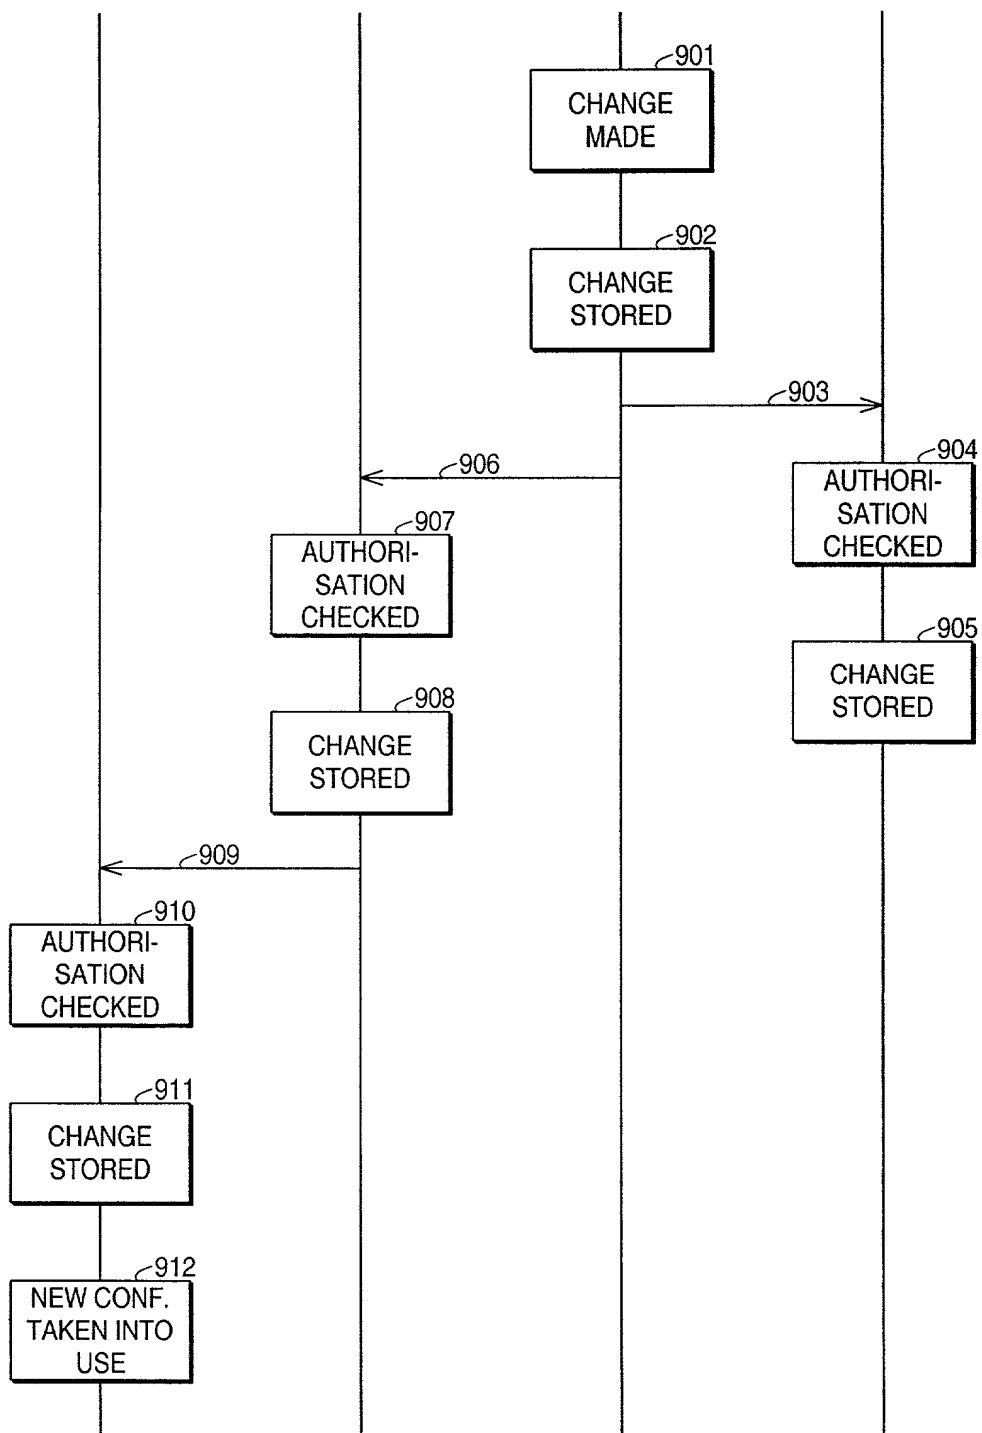 901
CHANGE
MADE
902
CHANGE
STORED
903
904
AUTHORI-
SATION
CHECKED
906
907
AUTHORI-
SATION
CHECKED
905
CHANGE
STORED
908
CHANGE
STORED
909
910
AUTHORI-
SATION
CHECKED
911
CHANGE
STORED
912
NEW CONF.
TAKEN INTO
USE